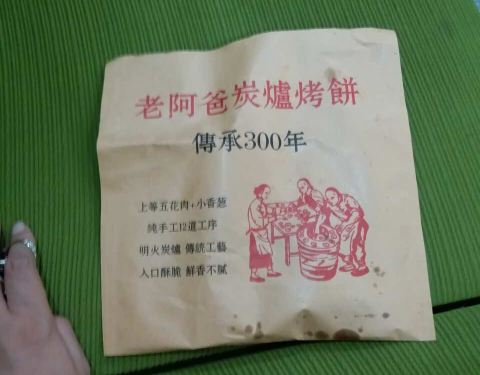 老阿爸炭爐烤餅
傳承300年
上等五花肉+小香葱
純手工12道工序
明火炭爐 傳統工藝
入口酥脆 鮮香不膩